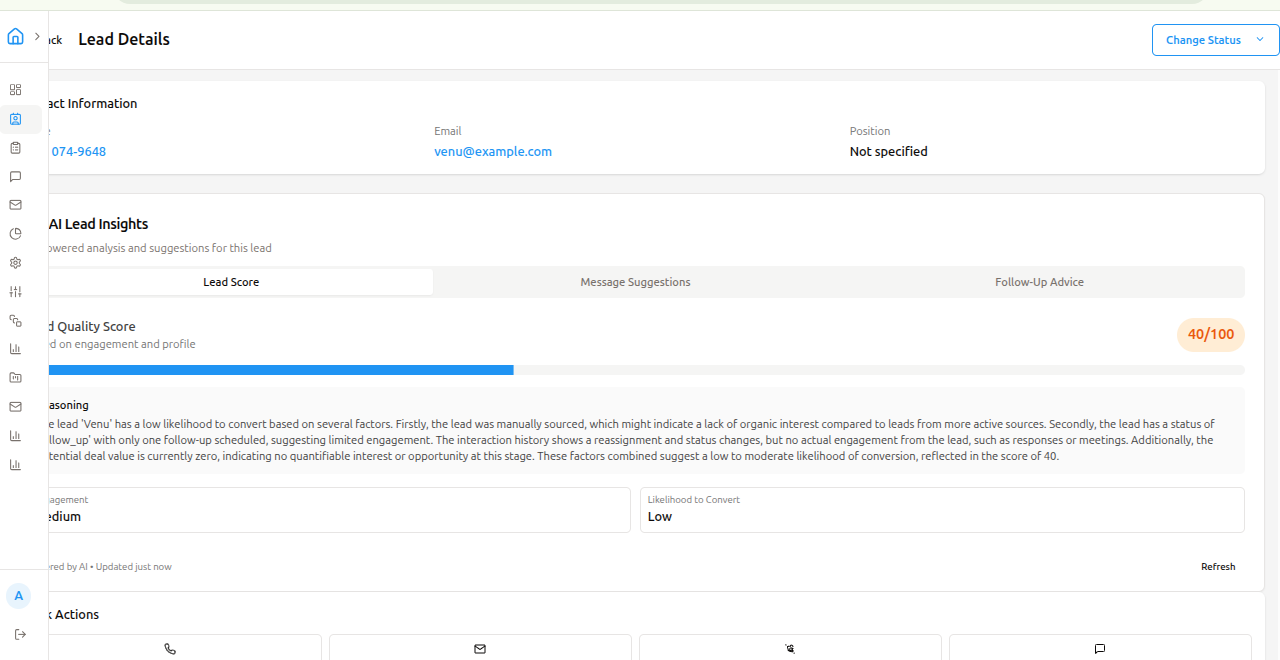 ck Lead Details
Change Status
act Information
Email
Position
074-9648
venu@example.com
Not specified
AI Lead Insights
owered analysis and suggestions for this lead
Lead Score
Message Suggestions
Follow-Up Advice
d Quality Score
40/100
ed on engagement and profile
asoning
e lead 'Venu' has a low likelihood to convert based on several factors. Firstly, the lead was manually sourced, which might indicate a lack of organic interest compared to leads from more active sources. Secondly, the lead has a status of
llow_up' with only one follow-up scheduled, suggesting limited engagement. The interaction history shows a reassignment and status changes, but no actual engagement from the lead, such as responses or meetings. Additionally, the
tential deal value is currently zero, indicating no quantifiable interest or opportunity at this stage. These factors combined suggest a low to moderate likelihood of conversion, reflected in the score of 40.
agement
edium
Likelihood to Convert
Low
ered by AI • Updated just now
Refresh
A
k Actions